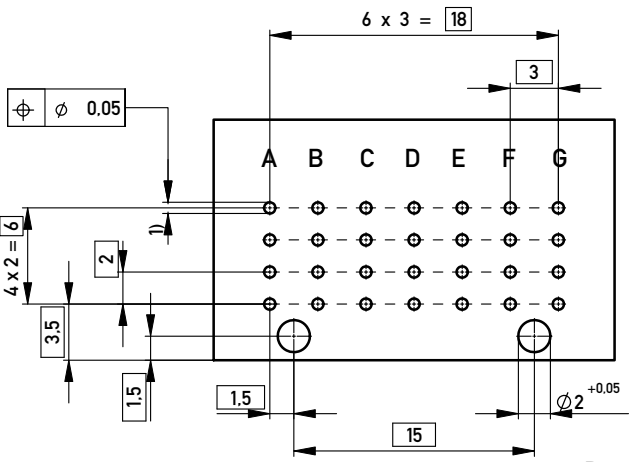 6 x 3 = 18
3
⌖ ⌀ 0,05
A B C D E F G
1)
4 x 2 = 6
2
3,5
1,5
1,5
⌀2 +0,05
15